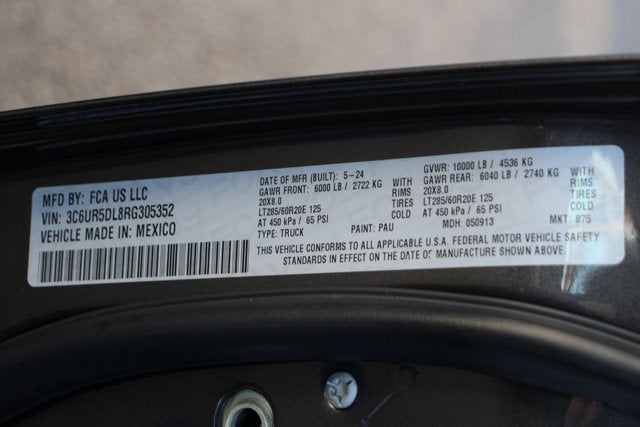 MFD BY: FCA US LLC
VIN: 3C6UR5DL8RG305352
VEHICLE MADE IN: MEXICO
DATE OF MFR (BUILT): 5-24
GAWR FRONT: 6000 LB / 2722 KG WITH
20X8.0 RIMS
LT285/60R20E 125 TIRES
AT 450 kPa / 65 PSI COLD
TYPE: TRUCK PAINT: PAU
GVWR: 10000 LB / 4536 KG
GAWR REAR: 6040 LB / 2740 KG WITH
20X8.0 RIMS
LT285/60R20E 125 TIRES
AT 450 kPa / 65 PSI COLD
MDH: 050913 MKT: 875
THIS VEHICLE CONFORMS TO ALL APPLICABLE U.S.A. FEDERAL MOTOR VEHICLE SAFETY
STANDARDS IN EFFECT ON THE DATE OF MANUFACTURE SHOWN ABOVE.